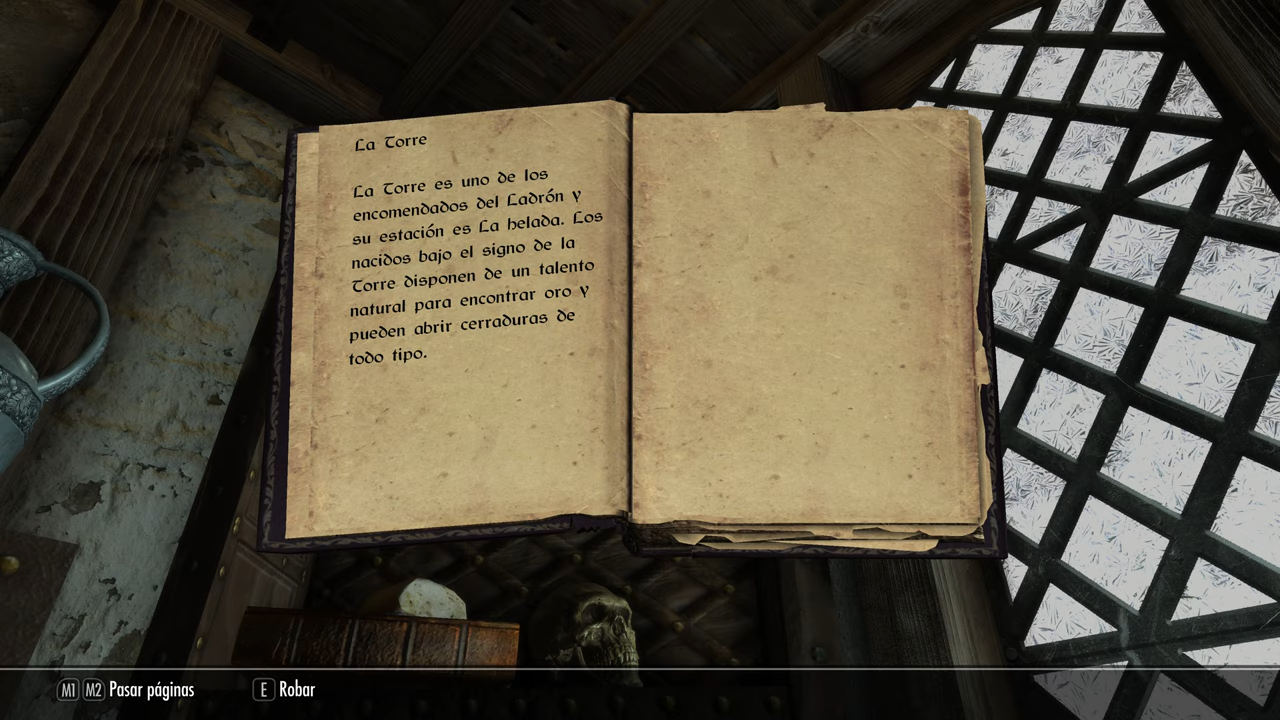 La Torre
La Torre es uno de los
encomendados del Ladrón y
su estación es La helada. Los
nacidos bajo el signo de la
Torre disponen de un talento
natural para encontrar oro y
pueden abrir cerraduras de
todo tipo.
M1 M2 Pasar páginas E Robar